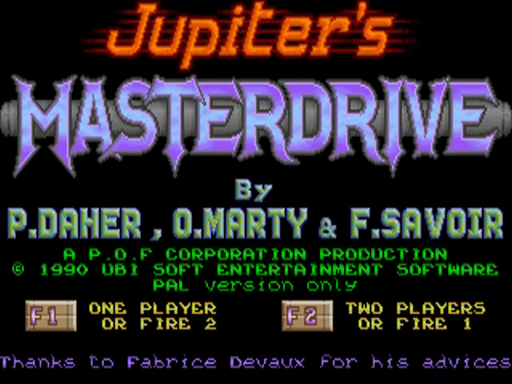 Jupiter's
MASTERDRIVE
By
P.DAHER, O.MARTY & F.SAVOIR
A P.O.F CORPORATION PRODUCTION
© 1990 UBI SOFT ENTERTAINMENT SOFTWARE
PAL version only
F1 ONE PLAYER OR FIRE 2
F2 TWO PLAYERS OR FIRE 1
Thanks to Fabrice Devaux for his advices